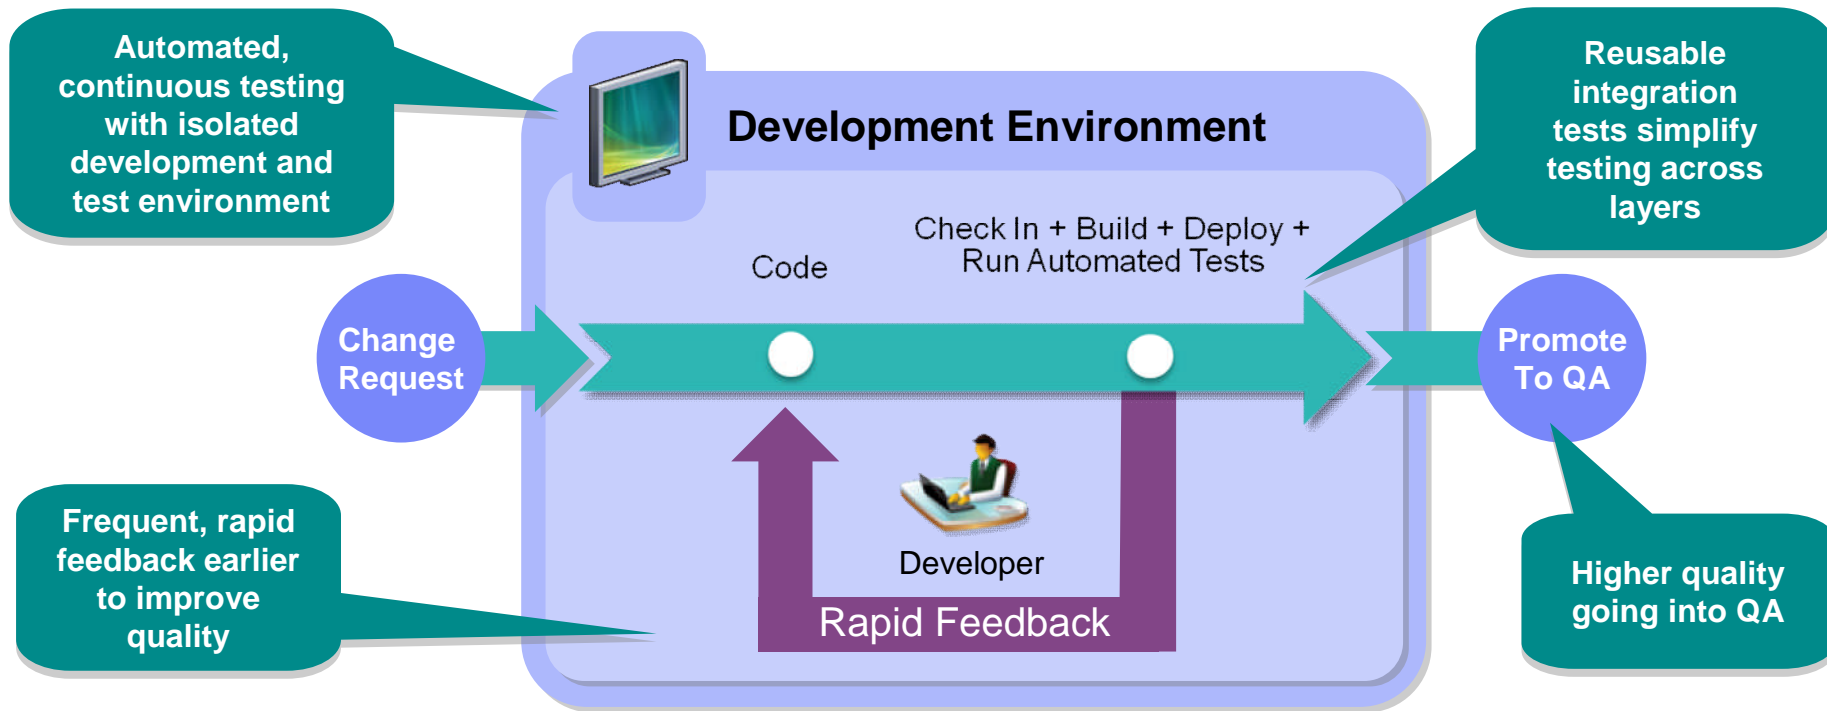 Automated,
continuous testing
with isolated
development and
test environment
Development Environment
Reusable
integration
tests simplify
testing across
layers
Code
Check In + Build + Deploy +
Run Automated Tests
Change
Request
Promote
To QA
Frequent, rapid
feedback earlier
to improve
quality
Developer
Rapid Feedback
Higher quality
going into QA